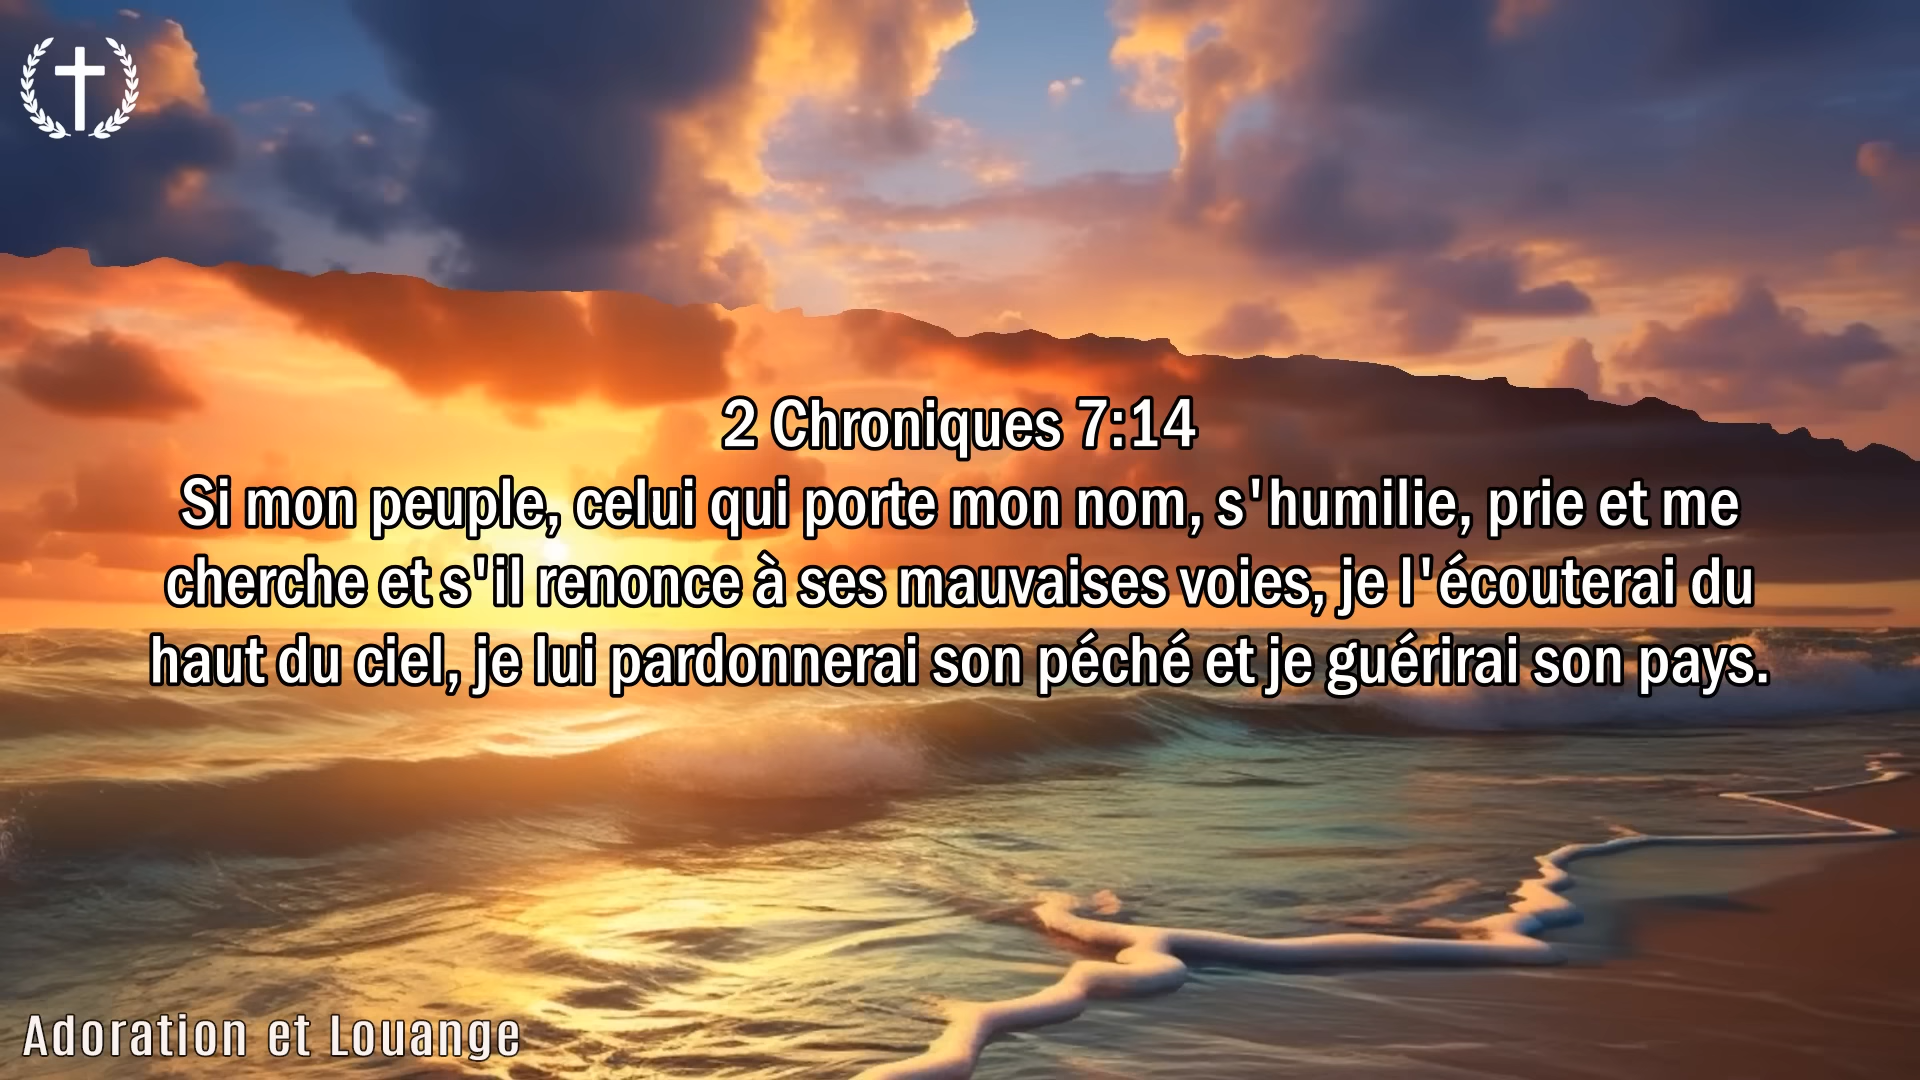 2 Chroniques 7:14
Si mon peuple, celui qui porte mon nom, s'humilie, prie et me
cherche et s'il renonce à ses mauvaises voies, je l'écouterai du
haut du ciel, je lui pardonnerai son péché et je guérirai son pays.
Adoration et Louange